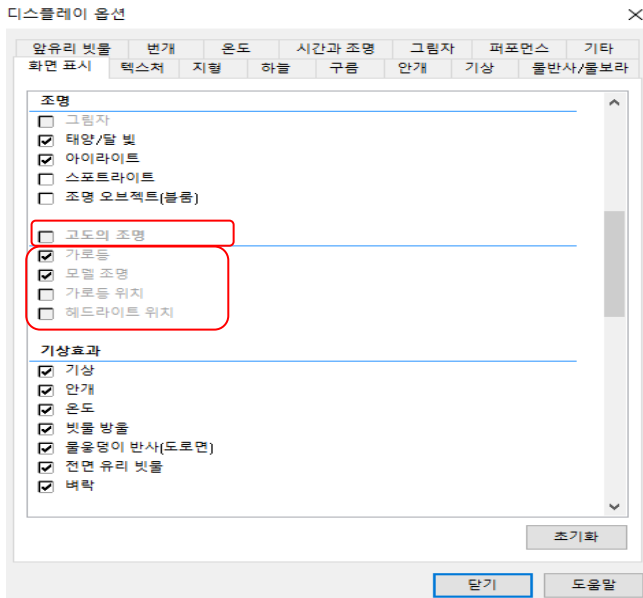 디스플레이 옵션
앞유리 빗물 번개 온도 시간과 조명 그림자 퍼포먼스 기타
화면 표시 텍스처 지형 하늘 구름 안개 기상 물반사/물보라
조명
그림자
태양/달 빛
아이라이트
스포트라이트
조명 오브젝트(블룸)
고도의 조명
가로등
모델 조명
가로등 위치
헤드라이트 위치
기상효과
기상
안개
온도
빗물 방울
물웅덩이 반사(도로면)
전면 유리 빗물
벼락
초기화
닫기 도움말